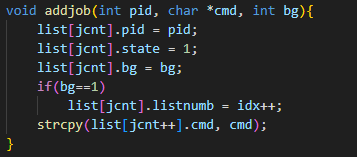 void addjob(int pid, char *cmd, int bg){
    list[jcnt].pid = pid;
    list[jcnt].state = 1;
    list[jcnt].bg = bg;
    if(bg==1)
        list[jcnt].listnumb = idx++;
    strcpy(list[jcnt++].cmd, cmd);
}